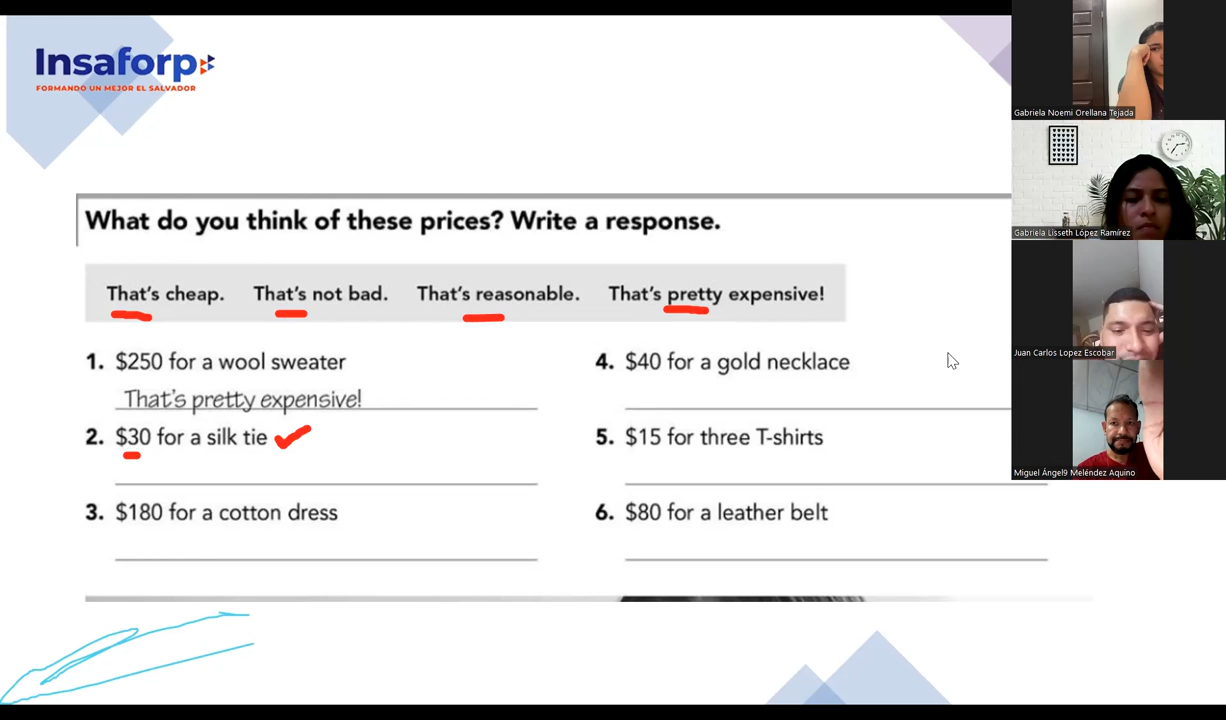 Insaforp
FORMANDO UN MEJOR EL SALVADOR
What do you think of these prices? Write a response.
That's cheap. That's not bad. That's reasonable. That's pretty expensive!
1. $250 for a wool sweater
That's pretty expensive!
2. $30 for a silk tie
3. $180 for a cotton dress
4. $40 for a gold necklace
5. $15 for three T-shirts
6. $80 for a leather belt
Gabriela Noemi Orellana Tejada
Gabriela Lisseth López Ramírez
Juan Carlos Lopez Escobar
Miguel Ángel9 Meléndez Aquino